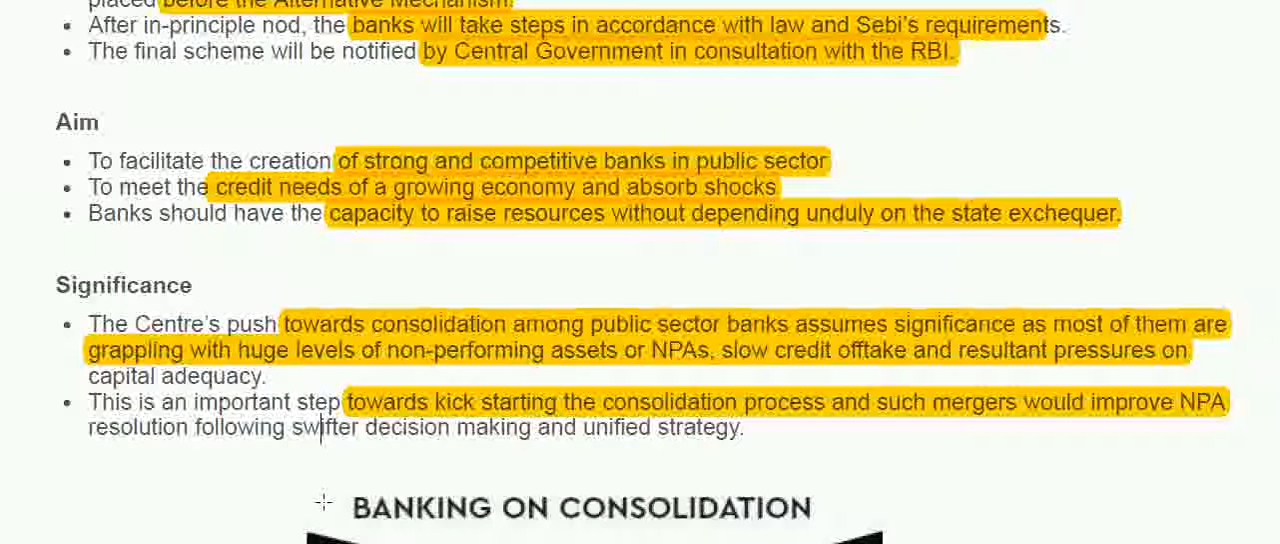 placed before the Alternative Mechanism.
• After in-principle nod, the banks will take steps in accordance with law and Sebi's requirements.
• The final scheme will be notified by Central Government in consultation with the RBI.
Aim
• To facilitate the creation of strong and competitive banks in public sector
• To meet the credit needs of a growing economy and absorb shocks
• Banks should have the capacity to raise resources without depending unduly on the state exchequer.
Significance
• The Centre's push towards consolidation among public sector banks assumes significance as most of them are
grappling with huge levels of non-performing assets or NPAs, slow credit offtake and resultant pressures on
capital adequacy.
• This is an important step towards kick starting the consolidation process and such mergers would improve NPA
resolution following swifter decision making and unified strategy.
BANKING ON CONSOLIDATION